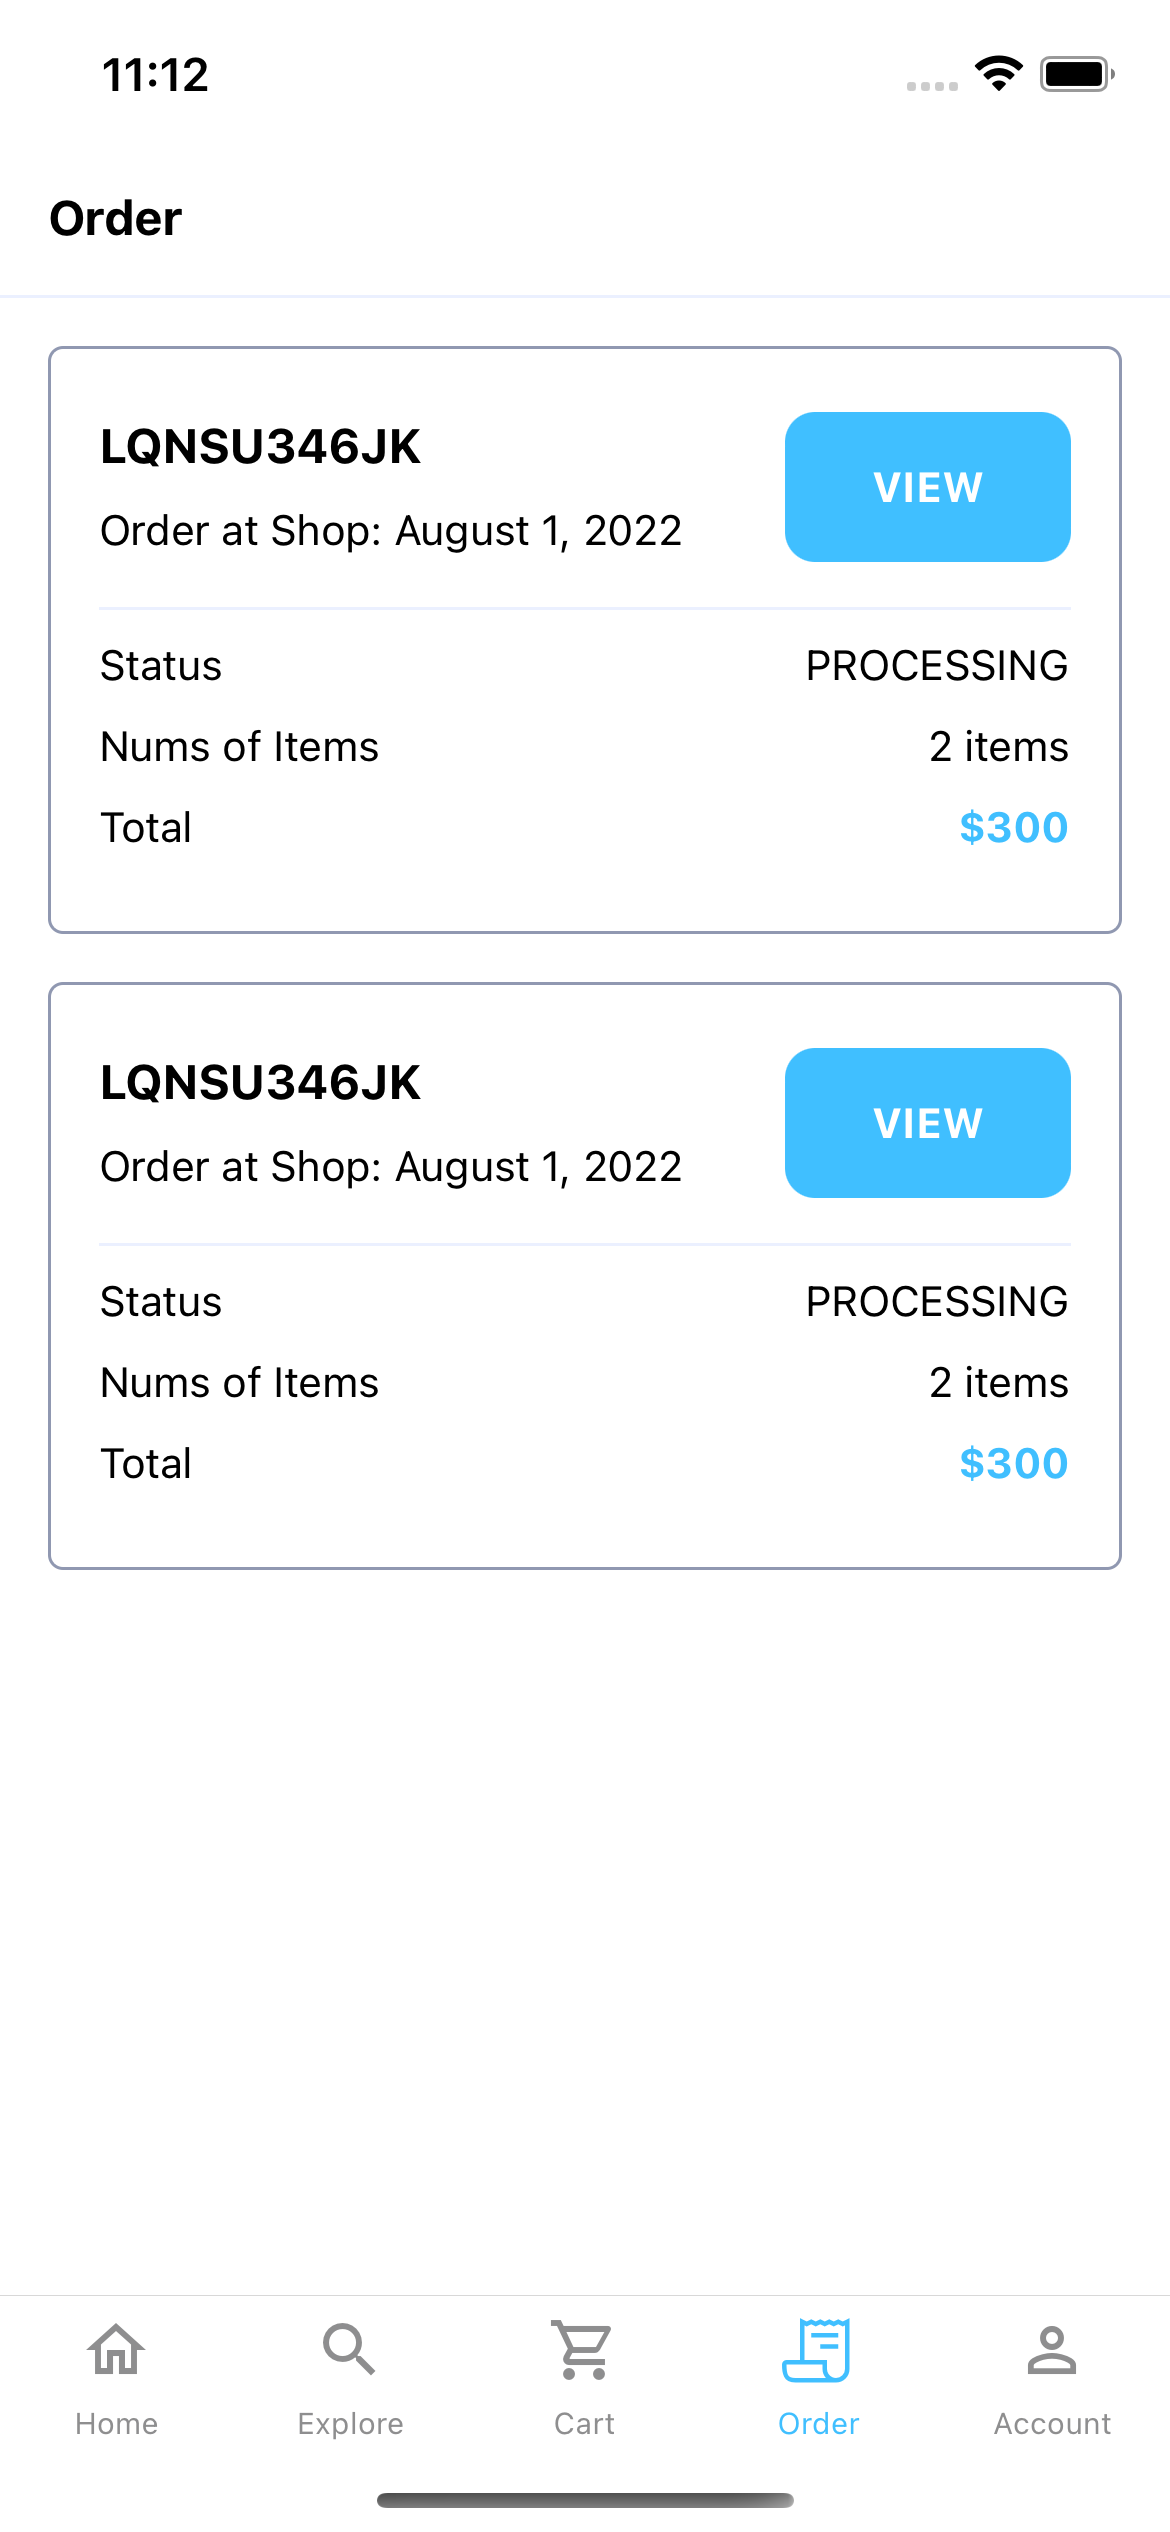 11:12
Order
LQNSU346JK
VIEW
Order at Shop: August 1, 2022
Status PROCESSING
Nums of Items 2 items
Total $300
LQNSU346JK
VIEW
Order at Shop: August 1, 2022
Status PROCESSING
Nums of Items 2 items
Total $300
Home Explore Cart Order Account